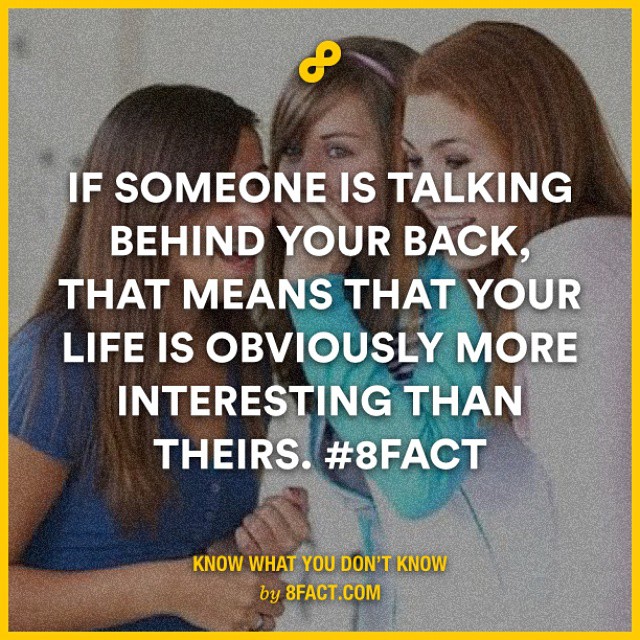 IF SOMEONE IS TALKING
BEHIND YOUR BACK,
THAT MEANS THAT YOUR
LIFE IS OBVIOUSLY MORE
INTERESTING THAN
THEIRS. #8FACT
KNOW WHAT YOU DON'T KNOW
by 8FACT.COM